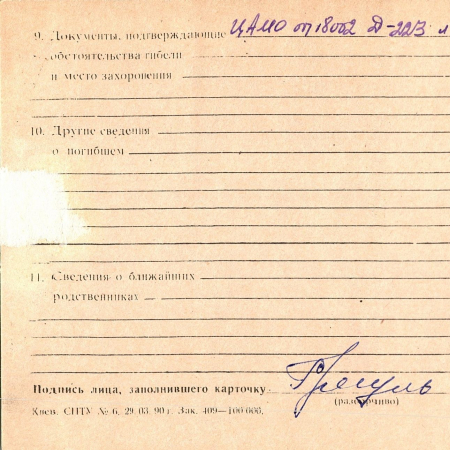 9. Документы, подтверждающие ЦАМО оп 18002 Д-2213 л
обстоятельства гибели
и место захоронения
10. Другие сведения
о погибшем
11. Сведения о ближайших
родственниках
Подпись лица, заполнившего карточку
(разборчиво)
Киев. СПТУ № 6, 29. 03. 90 г. Зак. 409—100 000.